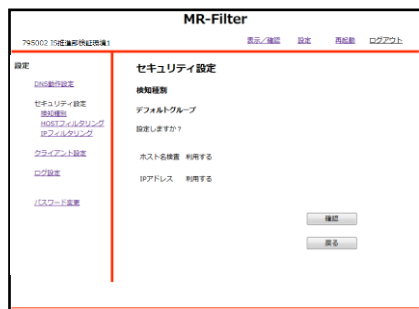 MR-Filter
795002 IS推進部検証環境1
表示／確認 設定 再起動 ログアウト
設定
DNS動作設定
セキュリティ設定
検知種別
HOSTフィルタリング
IPフィルタリング
クライアント設定
ログ設定
パスワード変更
セキュリティ設定
検知種別
デフォルトグループ
設定しますか？
ホスト名検査 利用する
IPアドレス 利用する
確認
戻る